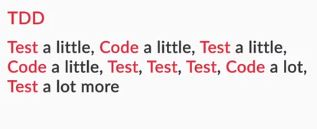 TDD
Test a little, Code a little, Test a little,
Code a little, Test, Test, Test, Code a lot,
Test a lot more